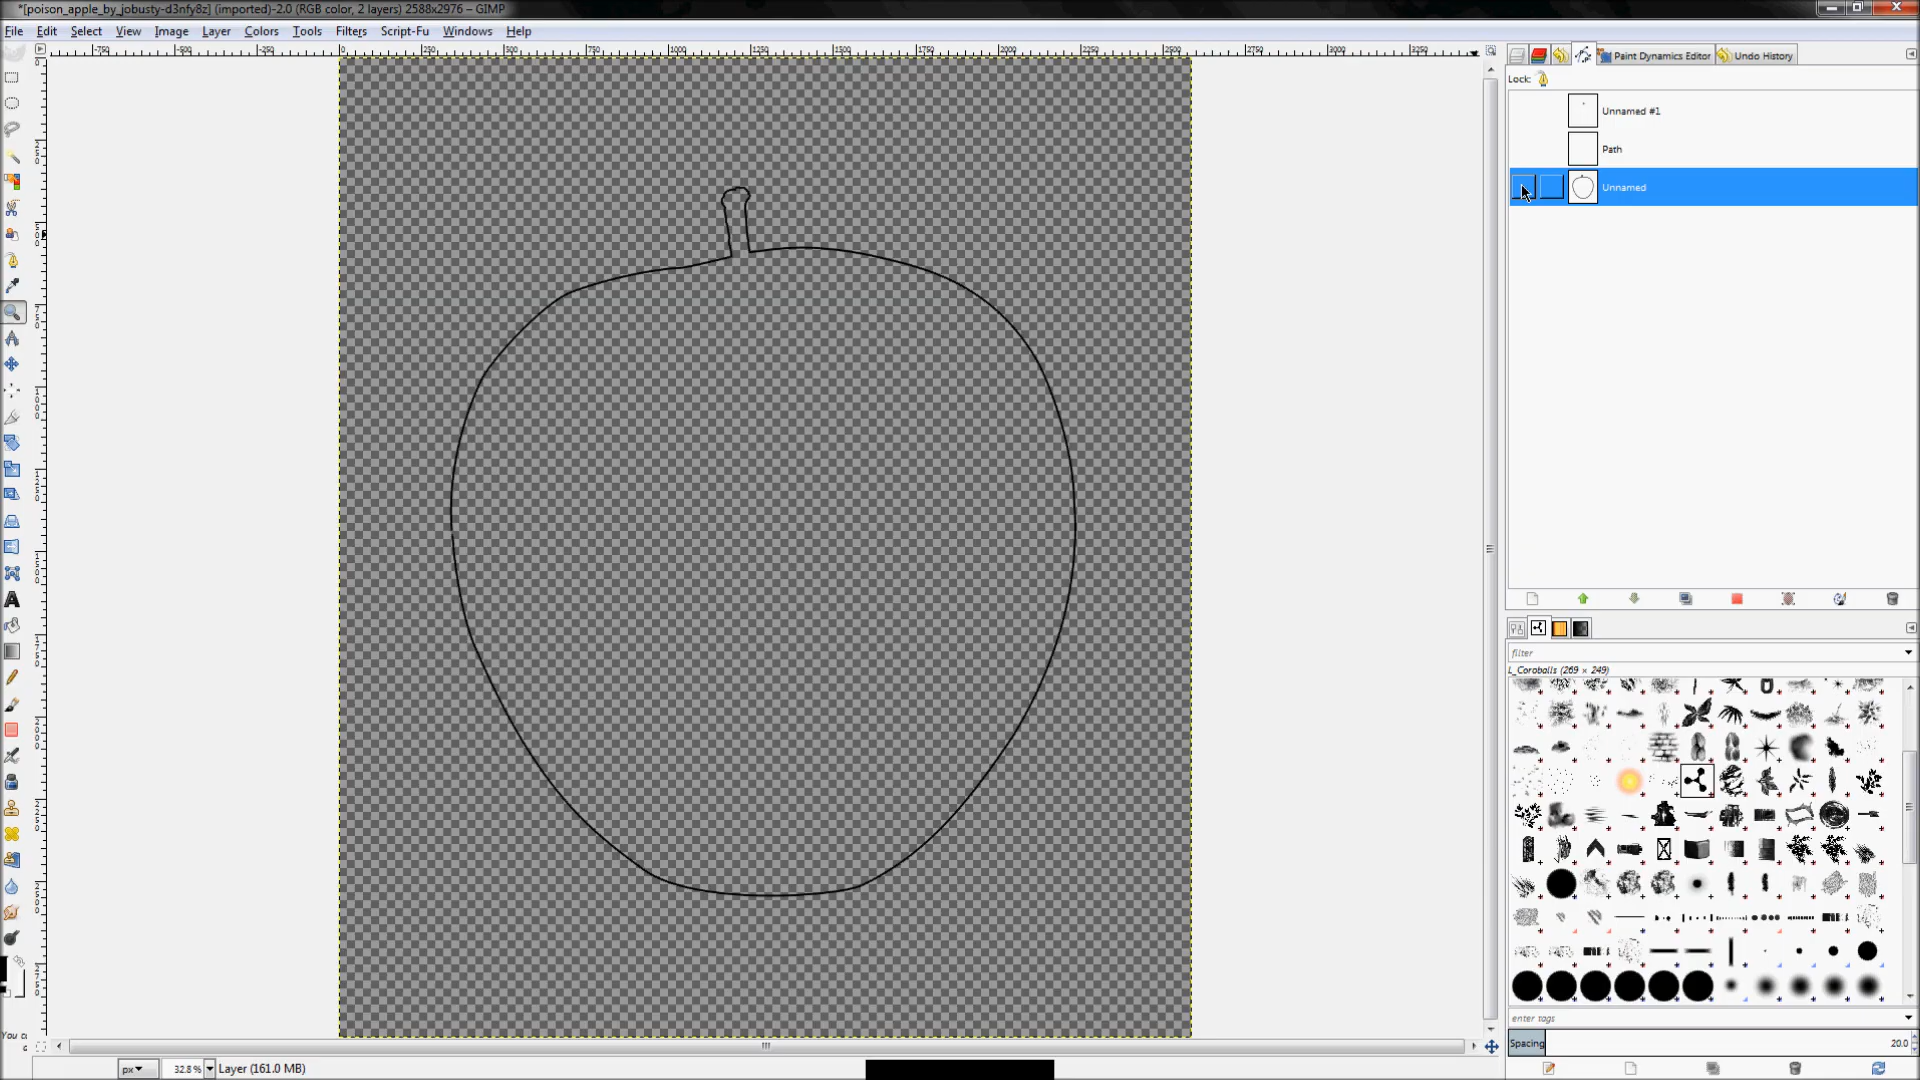 *[poison_apple_by_jobusty-d3nfy8z] (imported)-2.0 (RGB color, 2 layers) 2588x2976 – GIMP
File Edit Select View Image Layer Colors Tools Filters Script-Fu Windows Help
Paint Dynamics Editor Undo History
Lock:
Unnamed #1
Path
Unnamed
filter
L_Coroballs (269 × 249)
enter tags
Spacing 20.0
You c
px 32.8 % Layer (161.0 MB)